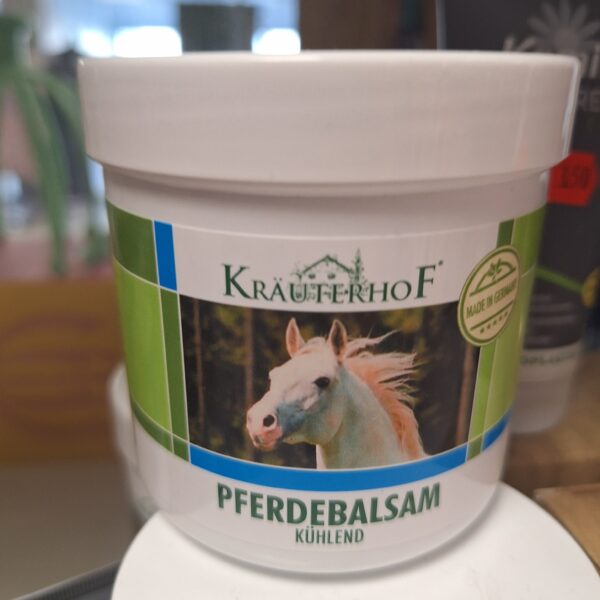 KRÄUTERHOF®
MADE IN GERMANY
PFERDEBALSAM
KÜHLEND